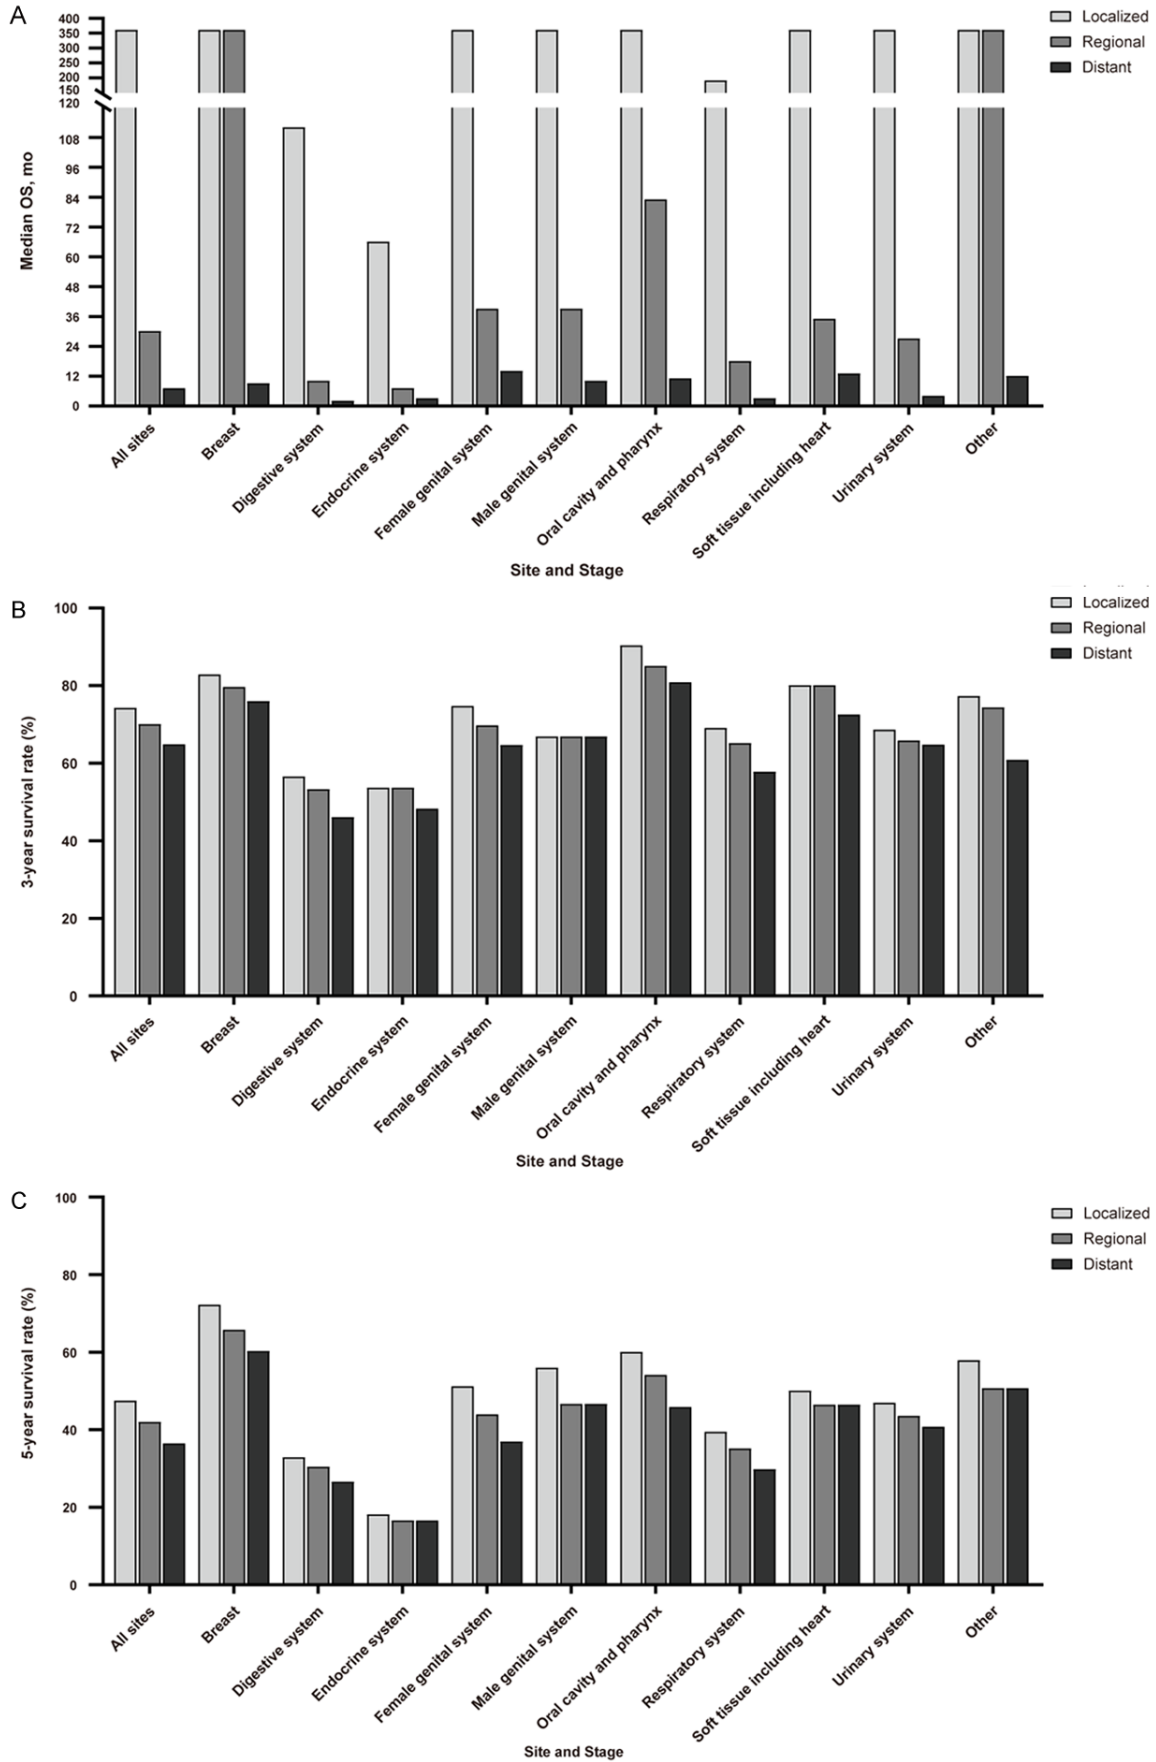 A
Localized
Regional
Distant
Median OS, mo
400
350
300
250
200
150
120
108
96
84
72
60
48
36
24
12
0
All sites
Breast
Digestive system
Endocrine system
Female genital system
Male genital system
Oral cavity and pharynx
Respiratory system
Soft tissue including heart
Urinary system
Other
Site and Stage
B
Localized
Regional
Distant
3-year survival rate (%)
100
80
60
40
20
0
All sites
Breast
Digestive system
Endocrine system
Female genital system
Male genital system
Oral cavity and pharynx
Respiratory system
Soft tissue including heart
Urinary system
Other
Site and Stage
C
Localized
Regional
Distant
5-year survival rate (%)
100
80
60
40
20
0
All sites
Breast
Digestive system
Endocrine system
Female genital system
Male genital system
Oral cavity and pharynx
Respiratory system
Soft tissue including heart
Urinary system
Other
Site and Stage